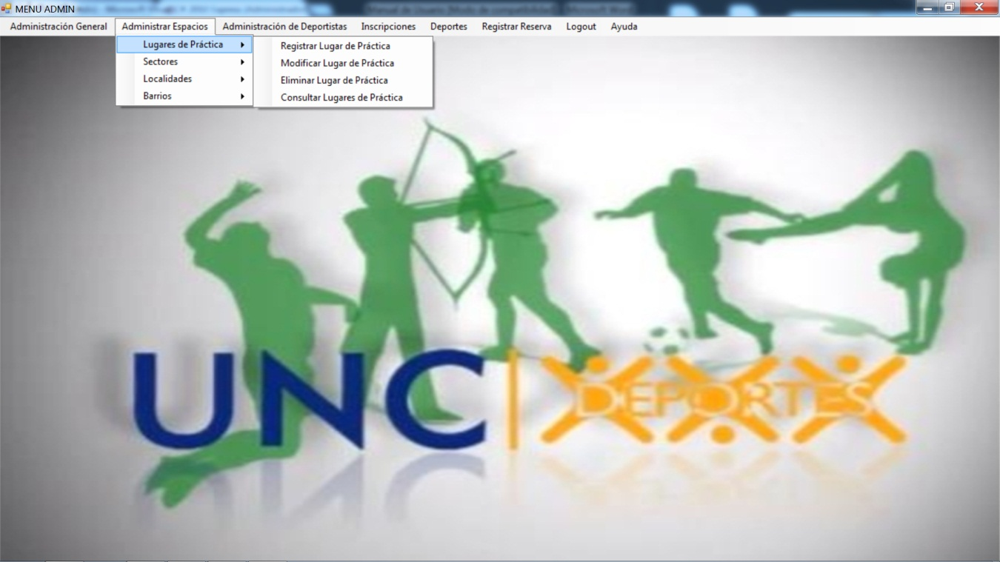 MENU ADMIN
Administración General Administrar Espacios Administración de Deportistas Inscripciones Deportes Registrar Reserva Logout Ayuda
Lugares de Práctica
Sectores
Localidades
Barrios
Registrar Lugar de Práctica
Modificar Lugar de Práctica
Eliminar Lugar de Práctica
Consultar Lugares de Práctica
UNC DEPORTES